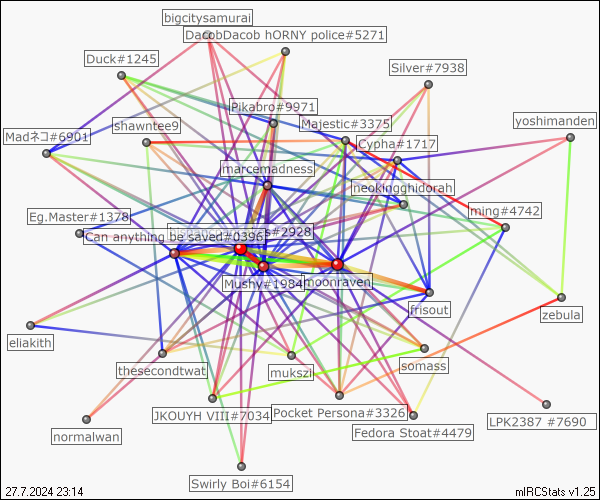 bigcitysamurai
DacobDacob hORNY police#5271
Duck#1245
Silver#7938
Pikabro#9971
Majestic#3375
yoshimanden
shawntee9
Madネコ#6901
Cypha#1717
marcemadness
neokingghidorah
ming#4742
Eg.Master#1378
s#2928
Can anything be saved#0396
Mushy#1984
moonraven
frisout
zebula
eliakith
thesecondtwat
mukszi
somass
JKOUYH VIII#7034
Pocket Persona#3326
LPK2387 #7690
normalwan
Fedora Stoat#4479
Swirly Boi#6154
27.7.2024 23:14
mIRCStats v1.25